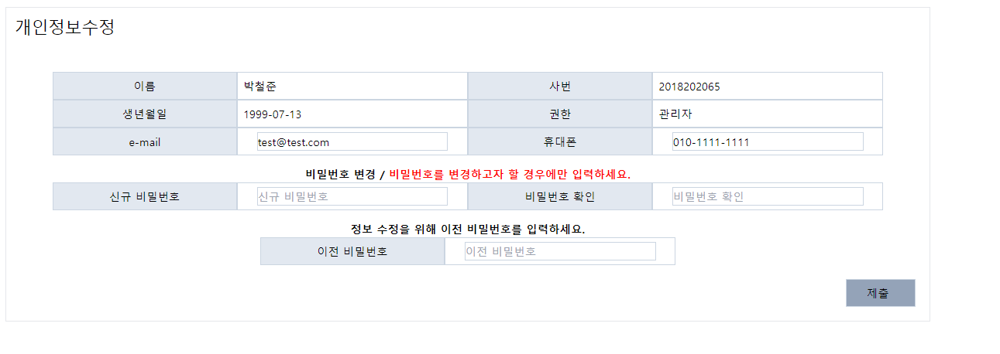 개인정보수정
이름 박철준 사번 2018202065
생년월일 1999-07-13 권한 관리자
e-mail test@test.com 휴대폰 010-1111-1111
비밀번호 변경 / 비밀번호를 변경하고자 할 경우에만 입력하세요.
신규 비밀번호 신규 비밀번호 비밀번호 확인 비밀번호 확인
정보 수정을 위해 이전 비밀번호를 입력하세요.
이전 비밀번호 이전 비밀번호
제출